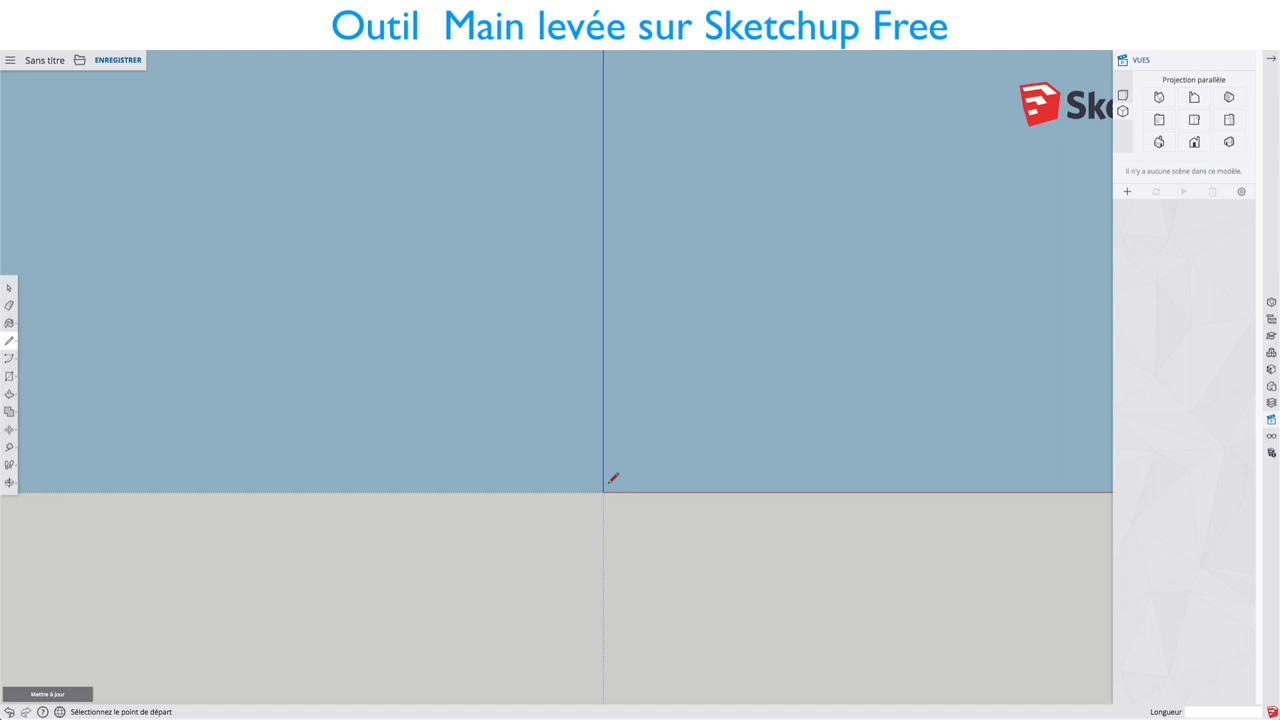 Outil Main levée sur Sketchup Free
Sans titre
ENREGISTRER
VUES
Projection parallèle
Ske
Il n'y a aucune scène dans ce modèle.
Mettre à jour
Sélectionnez le point de départ
Longueur